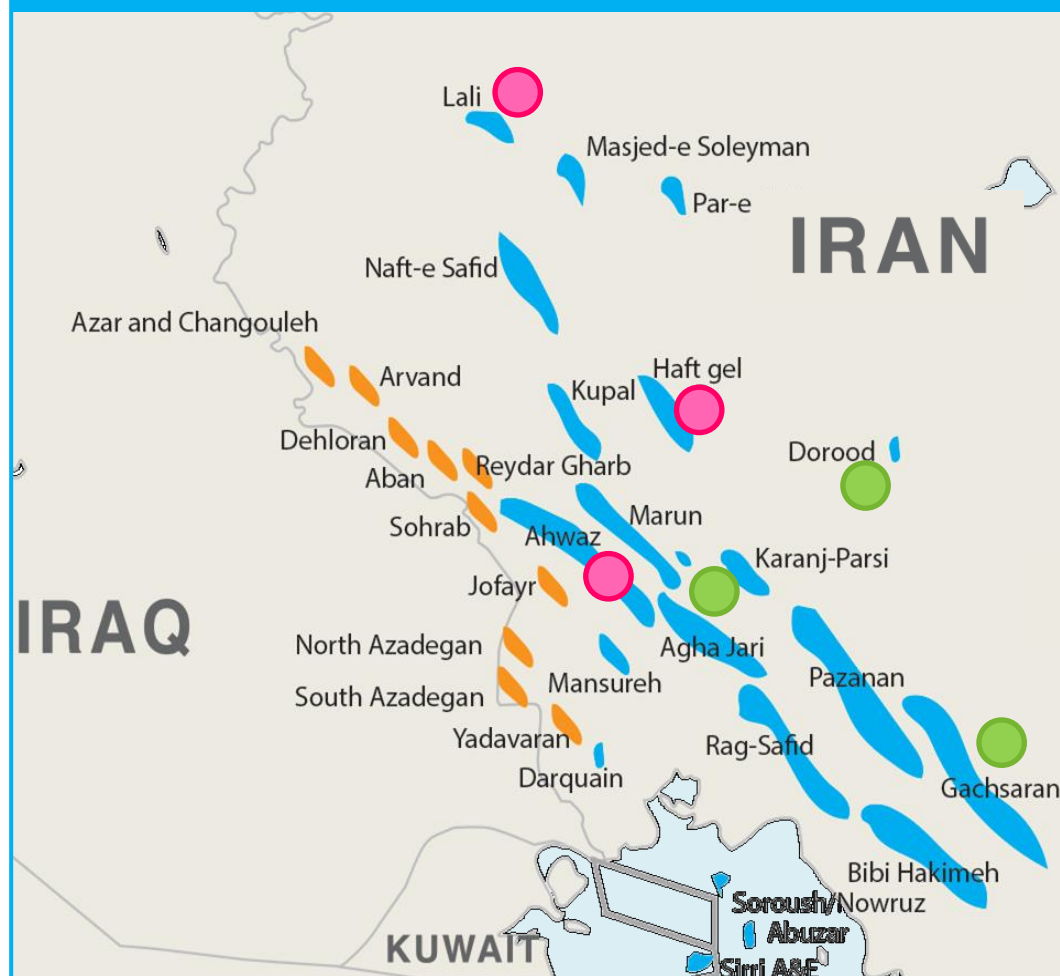 Lali
Masjed-e Soleyman
Par-e
IRAN
Naft-e Safid
Azar and Changouleh
Arvand
Haft gel
Kupal
Dehloran
Dorood
Aban
Reydar Gharb
Marun
Sohrab
Ahwaz
Karanj-Parsi
Jofayr
IRAQ
North Azadegan
Agha Jari
Mansureh
Pazanan
South Azadegan
Yadavaran
Rag-Safid
Darquain
Gachsaran
Bibi Hakimeh
Soroush/Nowruz
Abuzar
KUWAIT
Sirri A&E